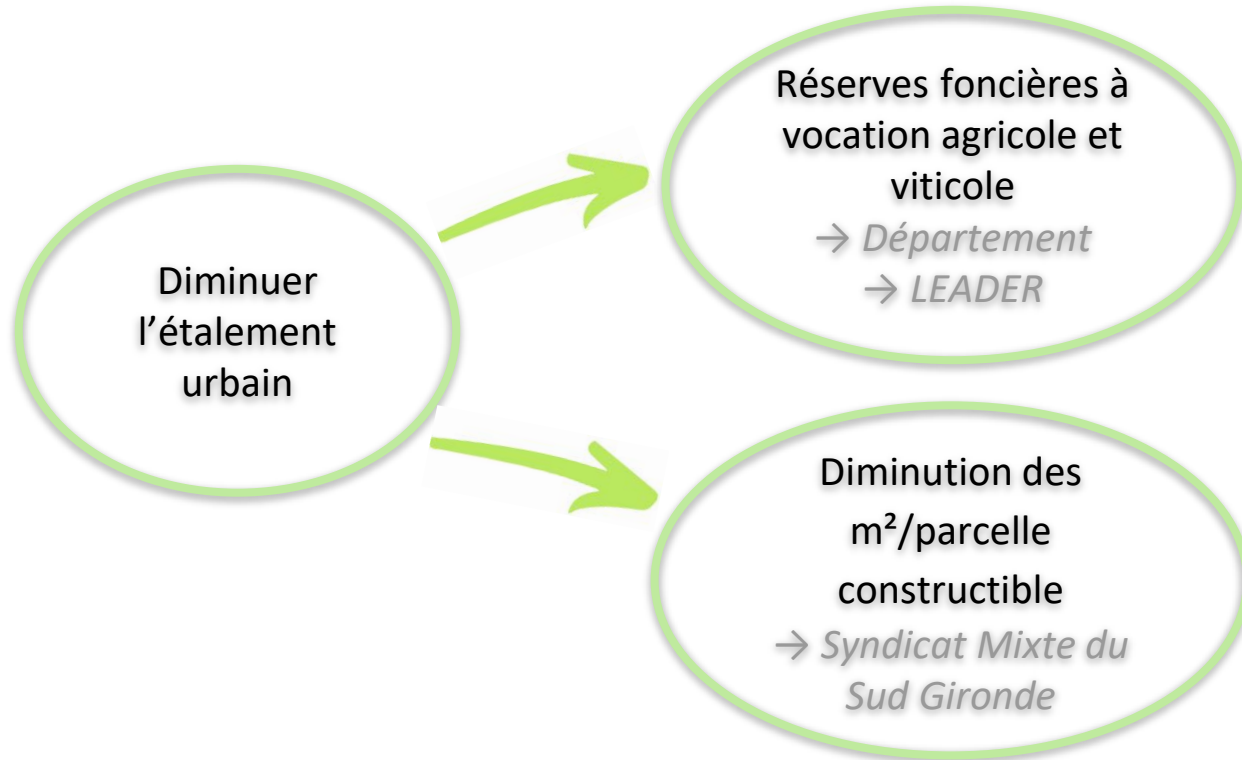 Diminuer
l’étalement
urbain
Réserves foncières à
vocation agricole et
viticole
→ Département
→ LEADER
Diminution des
m²/parcelle
constructible
→ Syndicat Mixte du
Sud Gironde